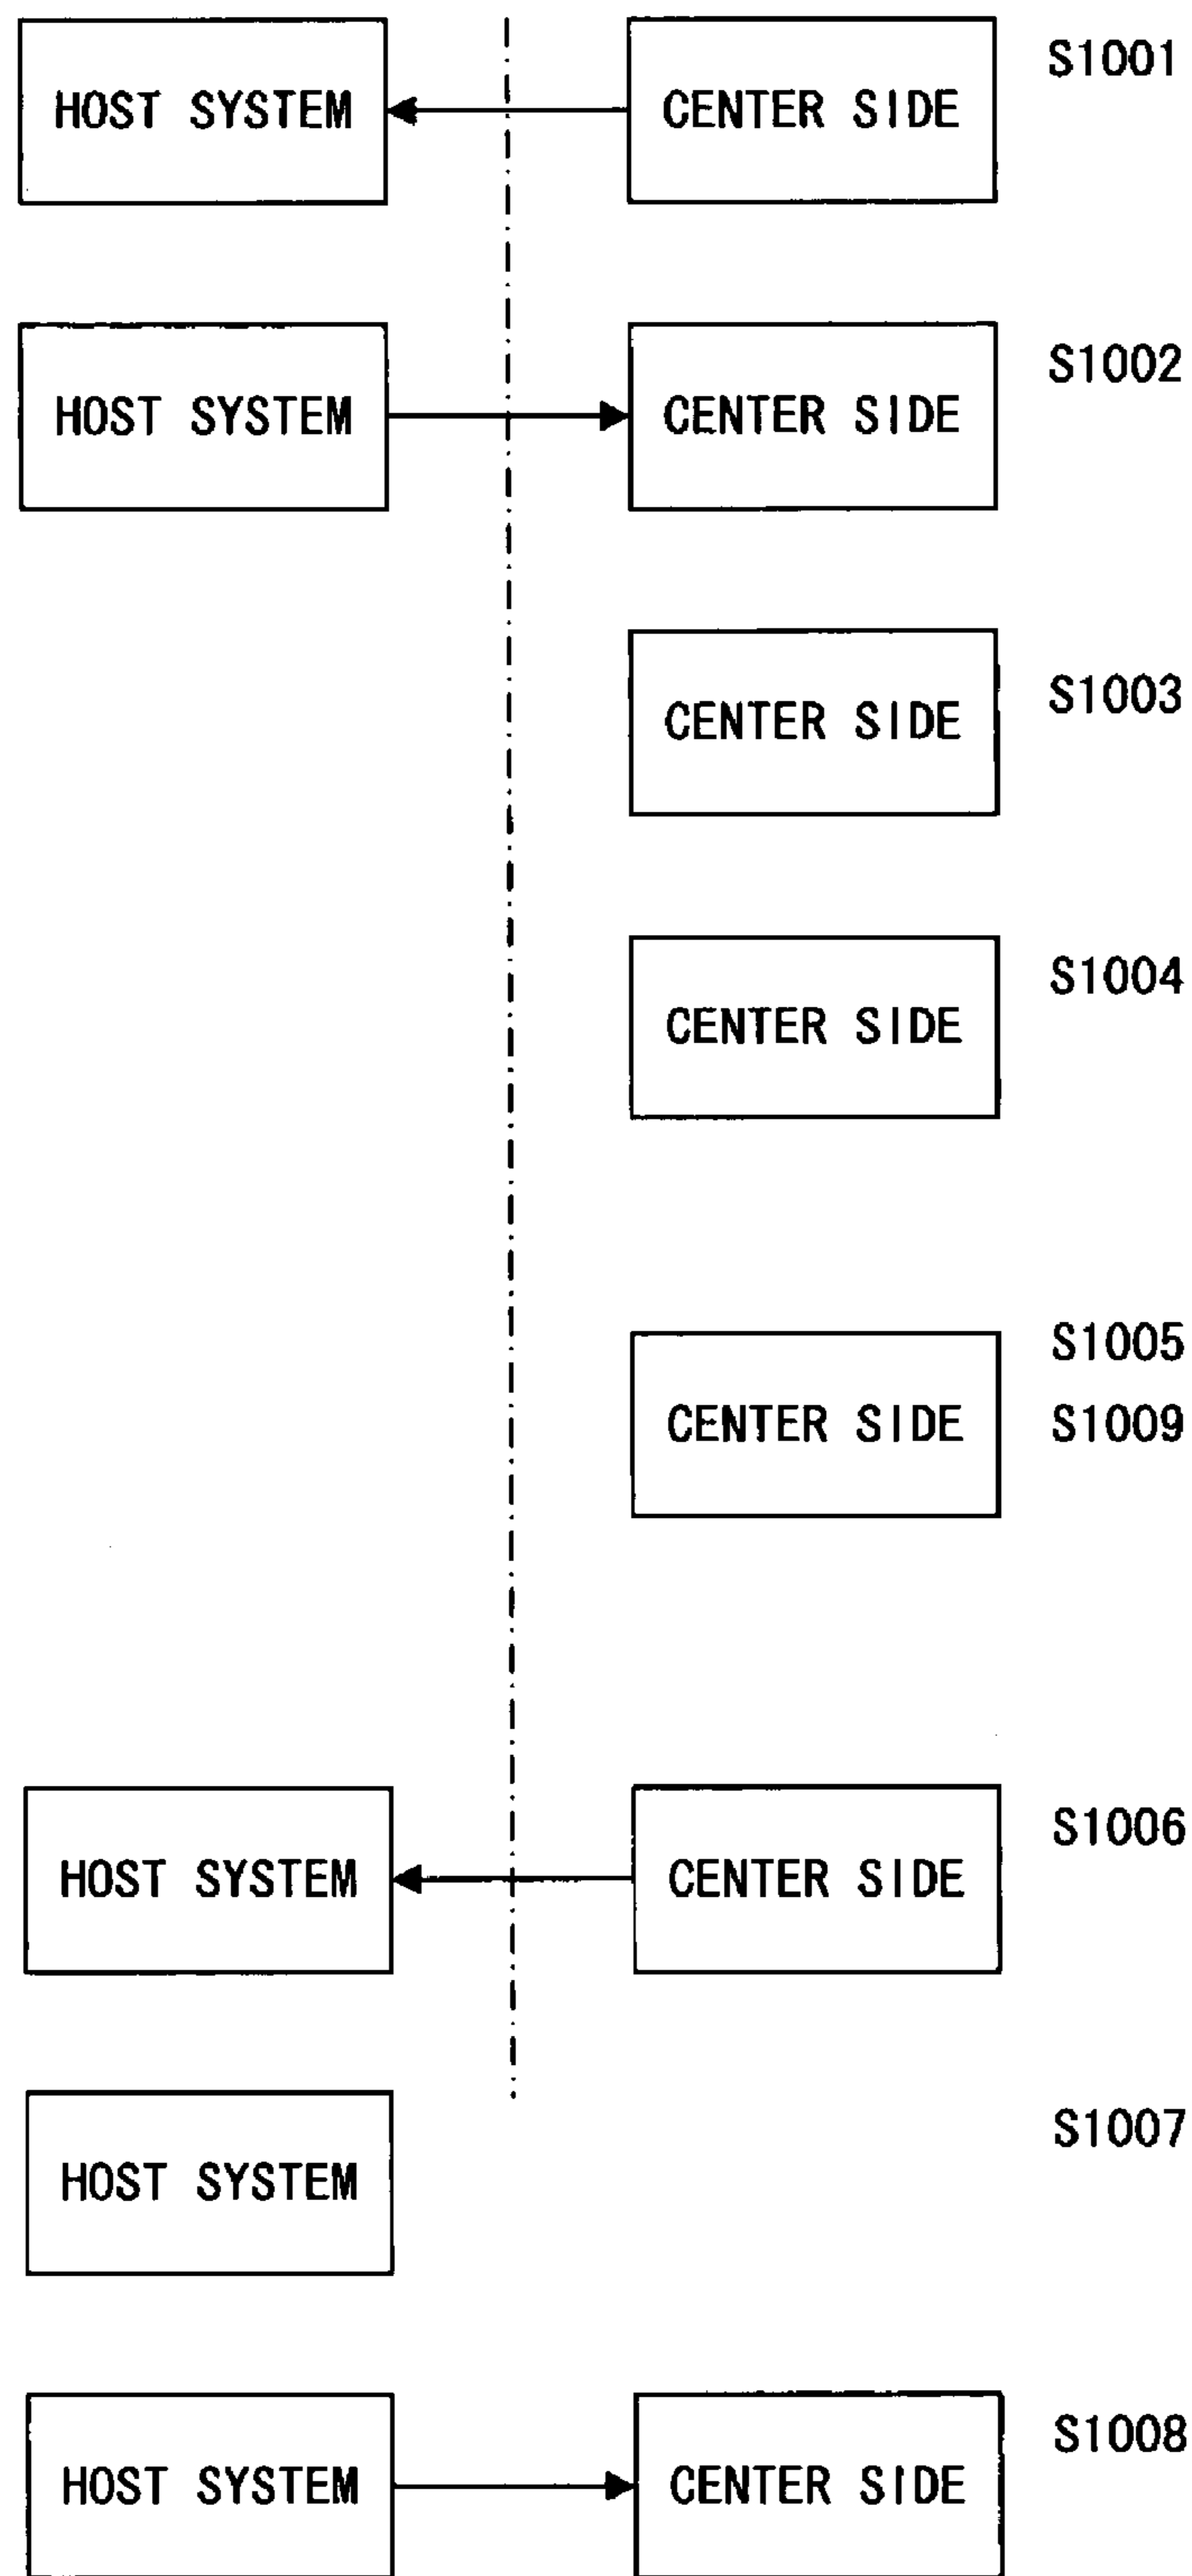 HOST SYSTEM CENTER SIDE S1001
HOST SYSTEM CENTER SIDE S1002
CENTER SIDE S1003
CENTER SIDE S1004
S1005
CENTER SIDE S1009
HOST SYSTEM CENTER SIDE S1006
HOST SYSTEM S1007
HOST SYSTEM CENTER SIDE S1008